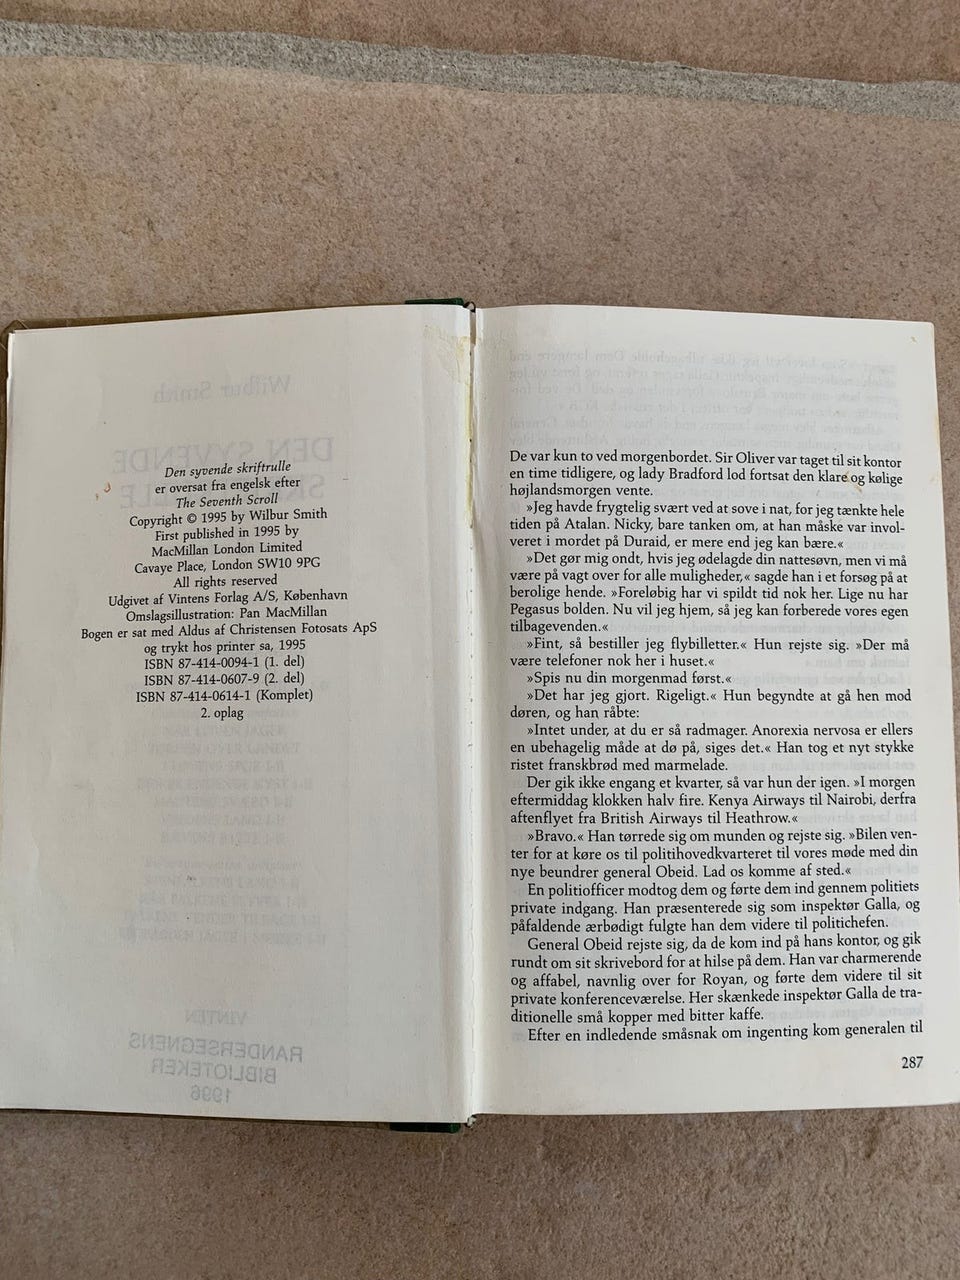 Den syvende skriftrulle
er oversat fra engelsk efter
The Seventh Scroll
Copyright © 1995 by Wilbur Smith
First published in 1995 by
MacMillan London Limited
Cavaye Place, London SW10 9PG
All rights reserved
Udgivet af Vintens Forlag A/S, København
Omslagsillustration: Pan MacMillan
Bogen er sat med Aldus af Christensen Fotosats ApS
og trykt hos printer sa, 1995
ISBN 87-414-0094-1 (1. del)
ISBN 87-414-0607-9 (2. del)
ISBN 87-414-0614-1 (Komplet)
2. oplag
Wilbur Smith
DEN SYVENDE
VINTEN
RANDERSEGNENS
BIBLIOTEKER
1996
De var kun to ved morgenbordet. Sir Oliver var taget til sit kontor
en time tidligere, og lady Bradford lod fortsat den klare og kølige
højlandsmorgen vente.
»Jeg havde frygtelig svært ved at sove i nat, for jeg tænkte hele
tiden på Atalan. Nicky, bare tanken om, at han måske var invol-
veret i mordet på Duraid, er mere end jeg kan bære.«
»Det gør mig ondt, hvis jeg ødelagde din nattesøvn, men vi må
være på vagt over for alle muligheder,« sagde han i et forsøg på at
berolige hende. »Foreløbig har vi spildt tid nok her. Lige nu har
Pegasus bolden. Nu vil jeg hjem, så jeg kan forberede vores egen
tilbagevenden.«
»Fint, så bestiller jeg flybilletter.« Hun rejste sig. »Der må
være telefoner nok her i huset.«
»Spis nu din morgenmad først.«
»Det har jeg gjort. Rigeligt.« Hun begyndte at gå hen mod
døren, og han råbte:
»Intet under, at du er så radmager. Anorexia nervosa er ellers
en ubehagelig måde at dø på, siges det.« Han tog et nyt stykke
ristet franskbrød med marmelade.
Der gik ikke engang et kvarter, så var hun der igen. »I morgen
eftermiddag klokken halv fire. Kenya Airways til Nairobi, derfra
aftenflyet fra British Airways til Heathrow.«
»Bravo.« Han tørrede sig om munden og rejste sig. »Bilen ven-
ter for at køre os til politihovedkvarteret til vores møde med din
nye beundrer general Obeid. Lad os komme af sted.«
En politiofficer modtog dem og førte dem ind gennem politiets
private indgang. Han præsenterede sig som inspektør Galla, og
påfaldende ærbødigt fulgte han dem videre til politichefen.
General Obeid rejste sig, da de kom ind på hans kontor, og gik
rundt om sit skrivebord for at hilse på dem. Han var charmerende
og affabel, navnlig over for Royan, og førte dem videre til sit
private konferenceværelse. Her skænkede inspektør Galla de tra-
ditionelle små kopper med bitter kaffe.
Efter en indledende småsnak om ingenting kom generalen til
287